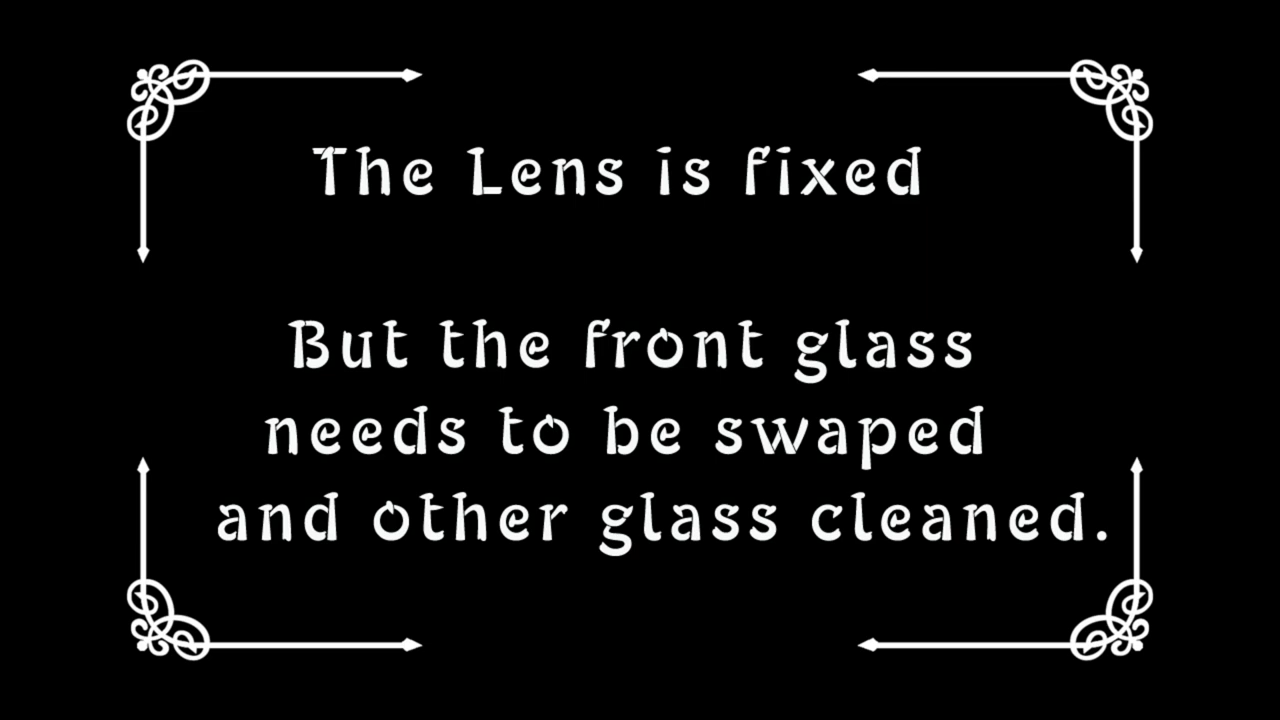 The Lens is fixed
But the front glass
needs to be swaped
and other glass cleaned.